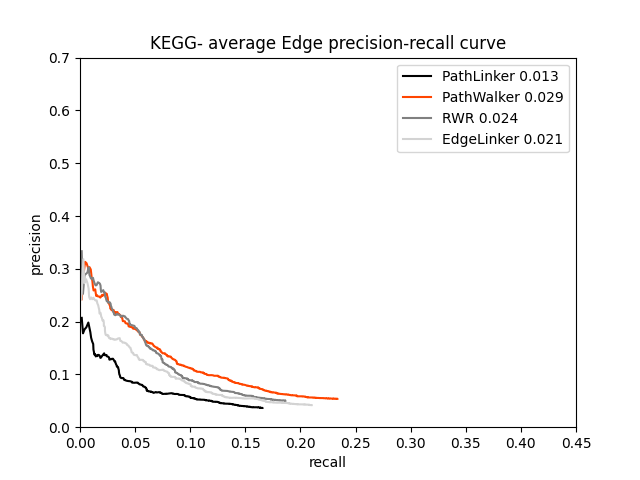 KEGG- average Edge precision-recall curve
PathLinker 0.013
PathWalker 0.029
RWR 0.024
EdgeLinker 0.021
precision
0.7
0.6
0.5
0.4
0.3
0.2
0.1
0.0
0.00 0.05 0.10 0.15 0.20 0.25 0.30 0.35 0.40 0.45
recall